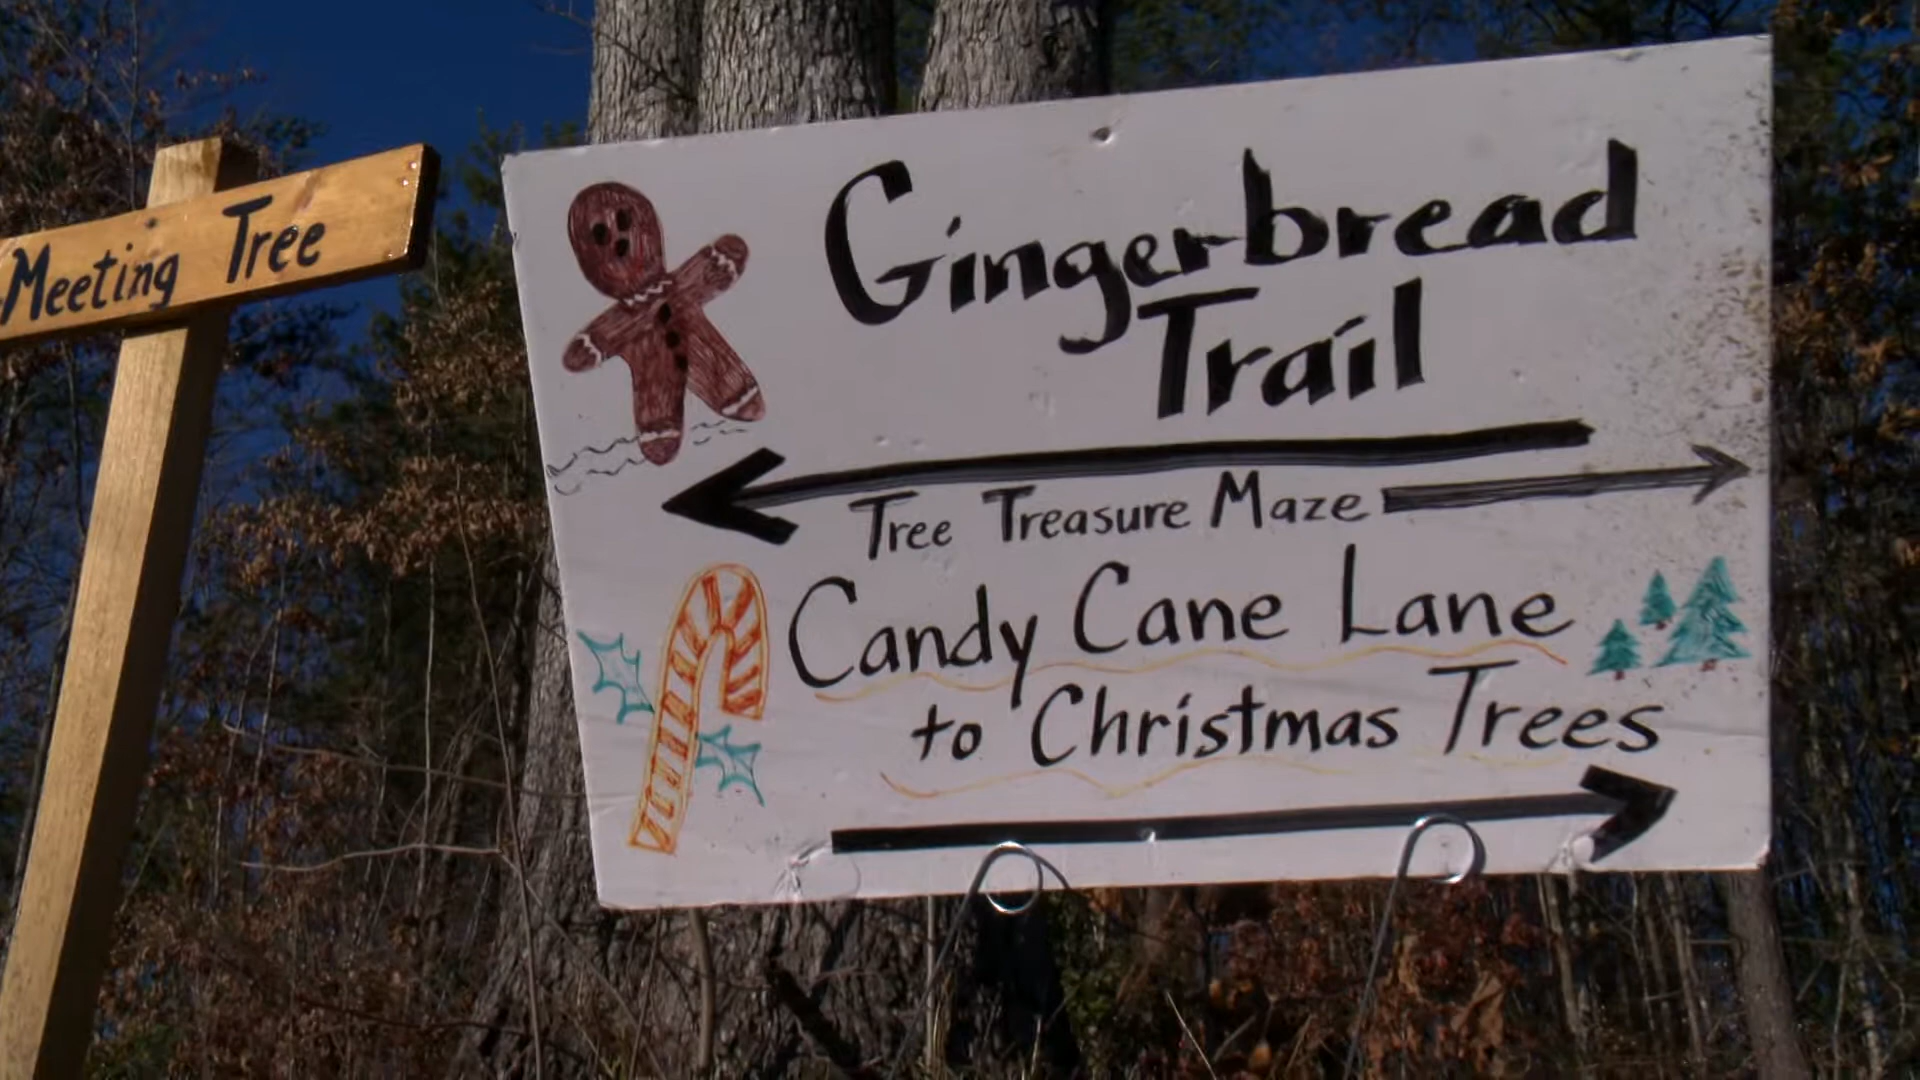 Meeting Tree
Gingerbread
Trail
Tree Treasure Maze
Candy Cane Lane
to Christmas Trees